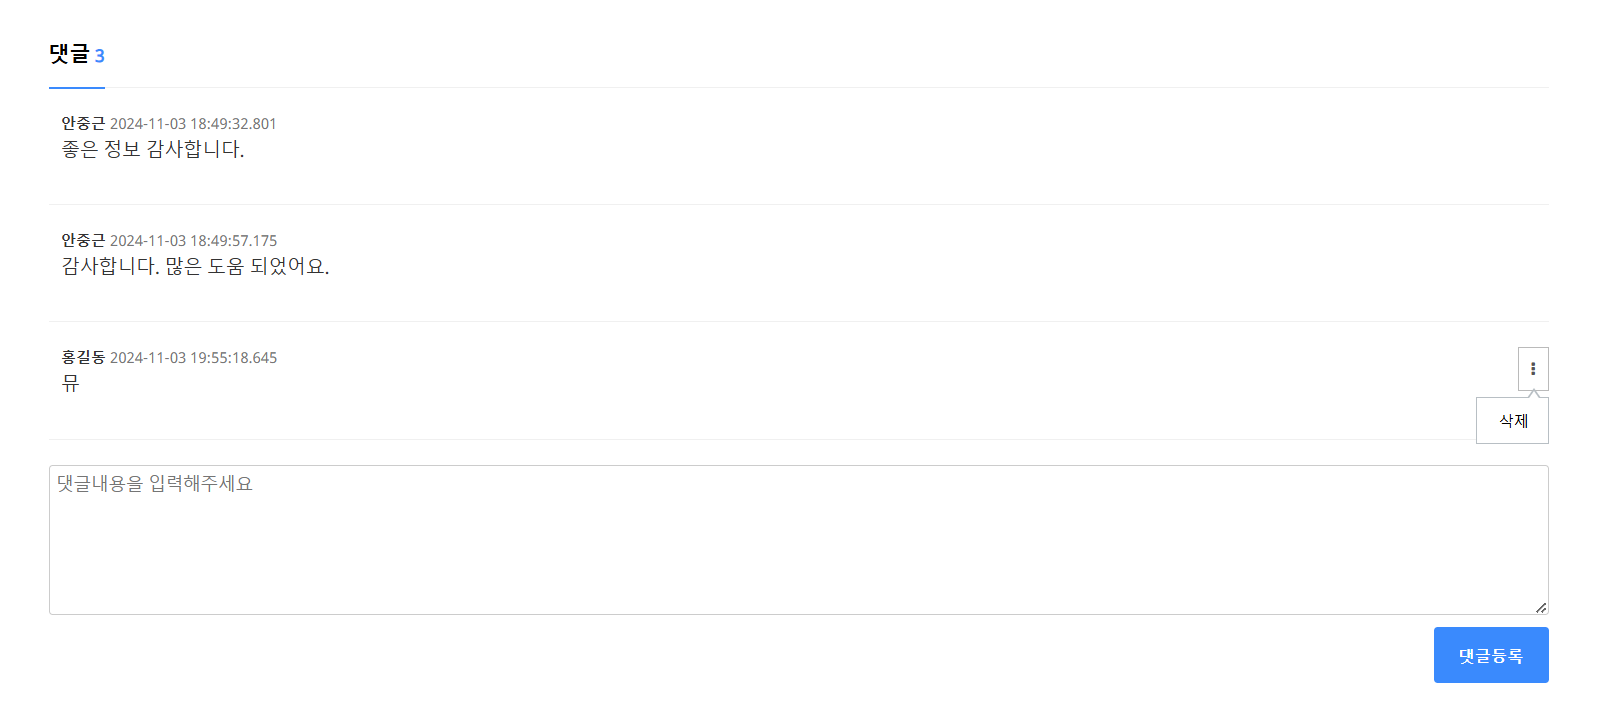 댓글 3
안중근 2024-11-03 18:49:32.801
좋은 정보 감사합니다.
안중근 2024-11-03 18:49:57.175
감사합니다. 많은 도움 되었어요.
홍길동 2024-11-03 19:55:18.645
뮤
삭제
댓글내용을 입력해주세요
댓글등록